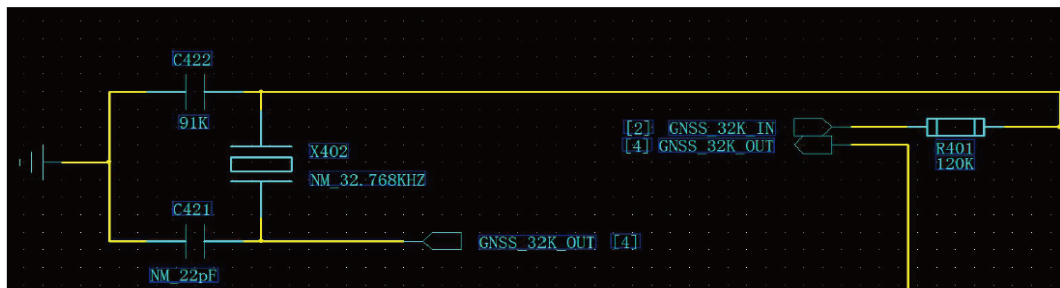 C422
91K
[2] GNSS_32K_IN
[4] GNSS_32K_OUT
R401
120K
X402
NM_32.768KHZ
C421
GNSS_32K_OUT [4]
NM_22pF